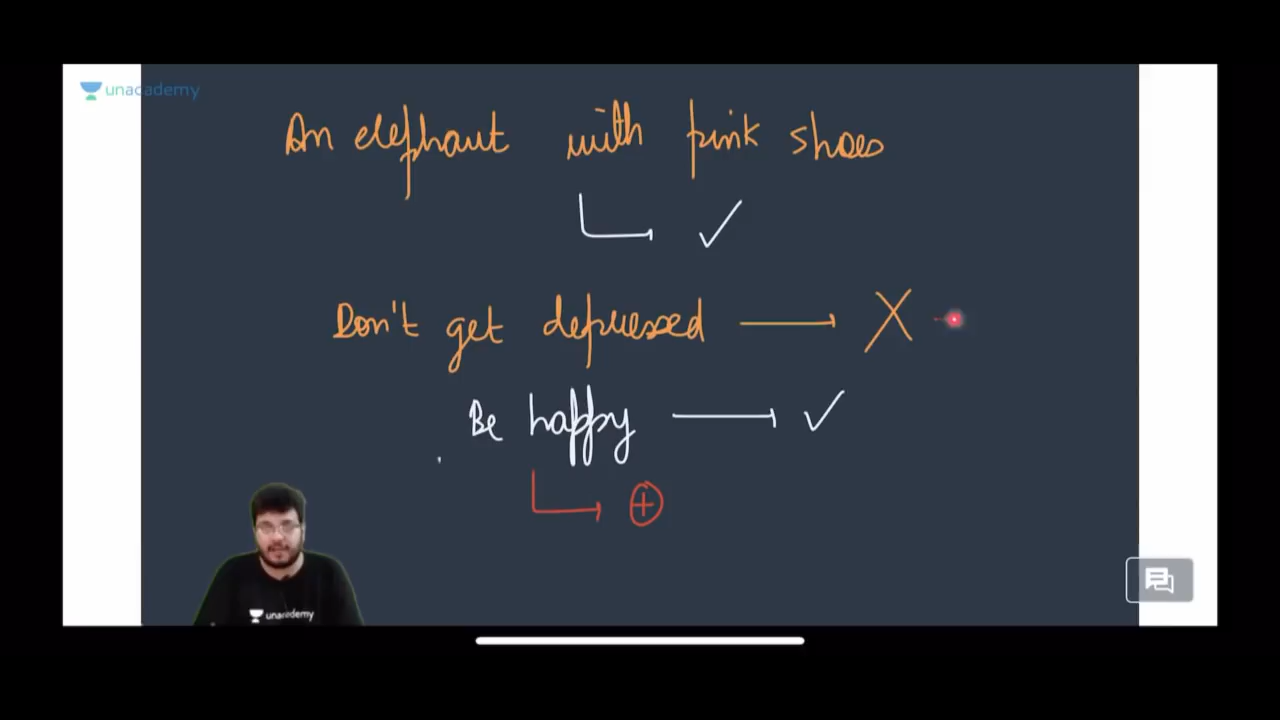 unacademy
An elephant with pink shoes
✓
Don't get depressed → X
Be happy → ✓
+
unacademy